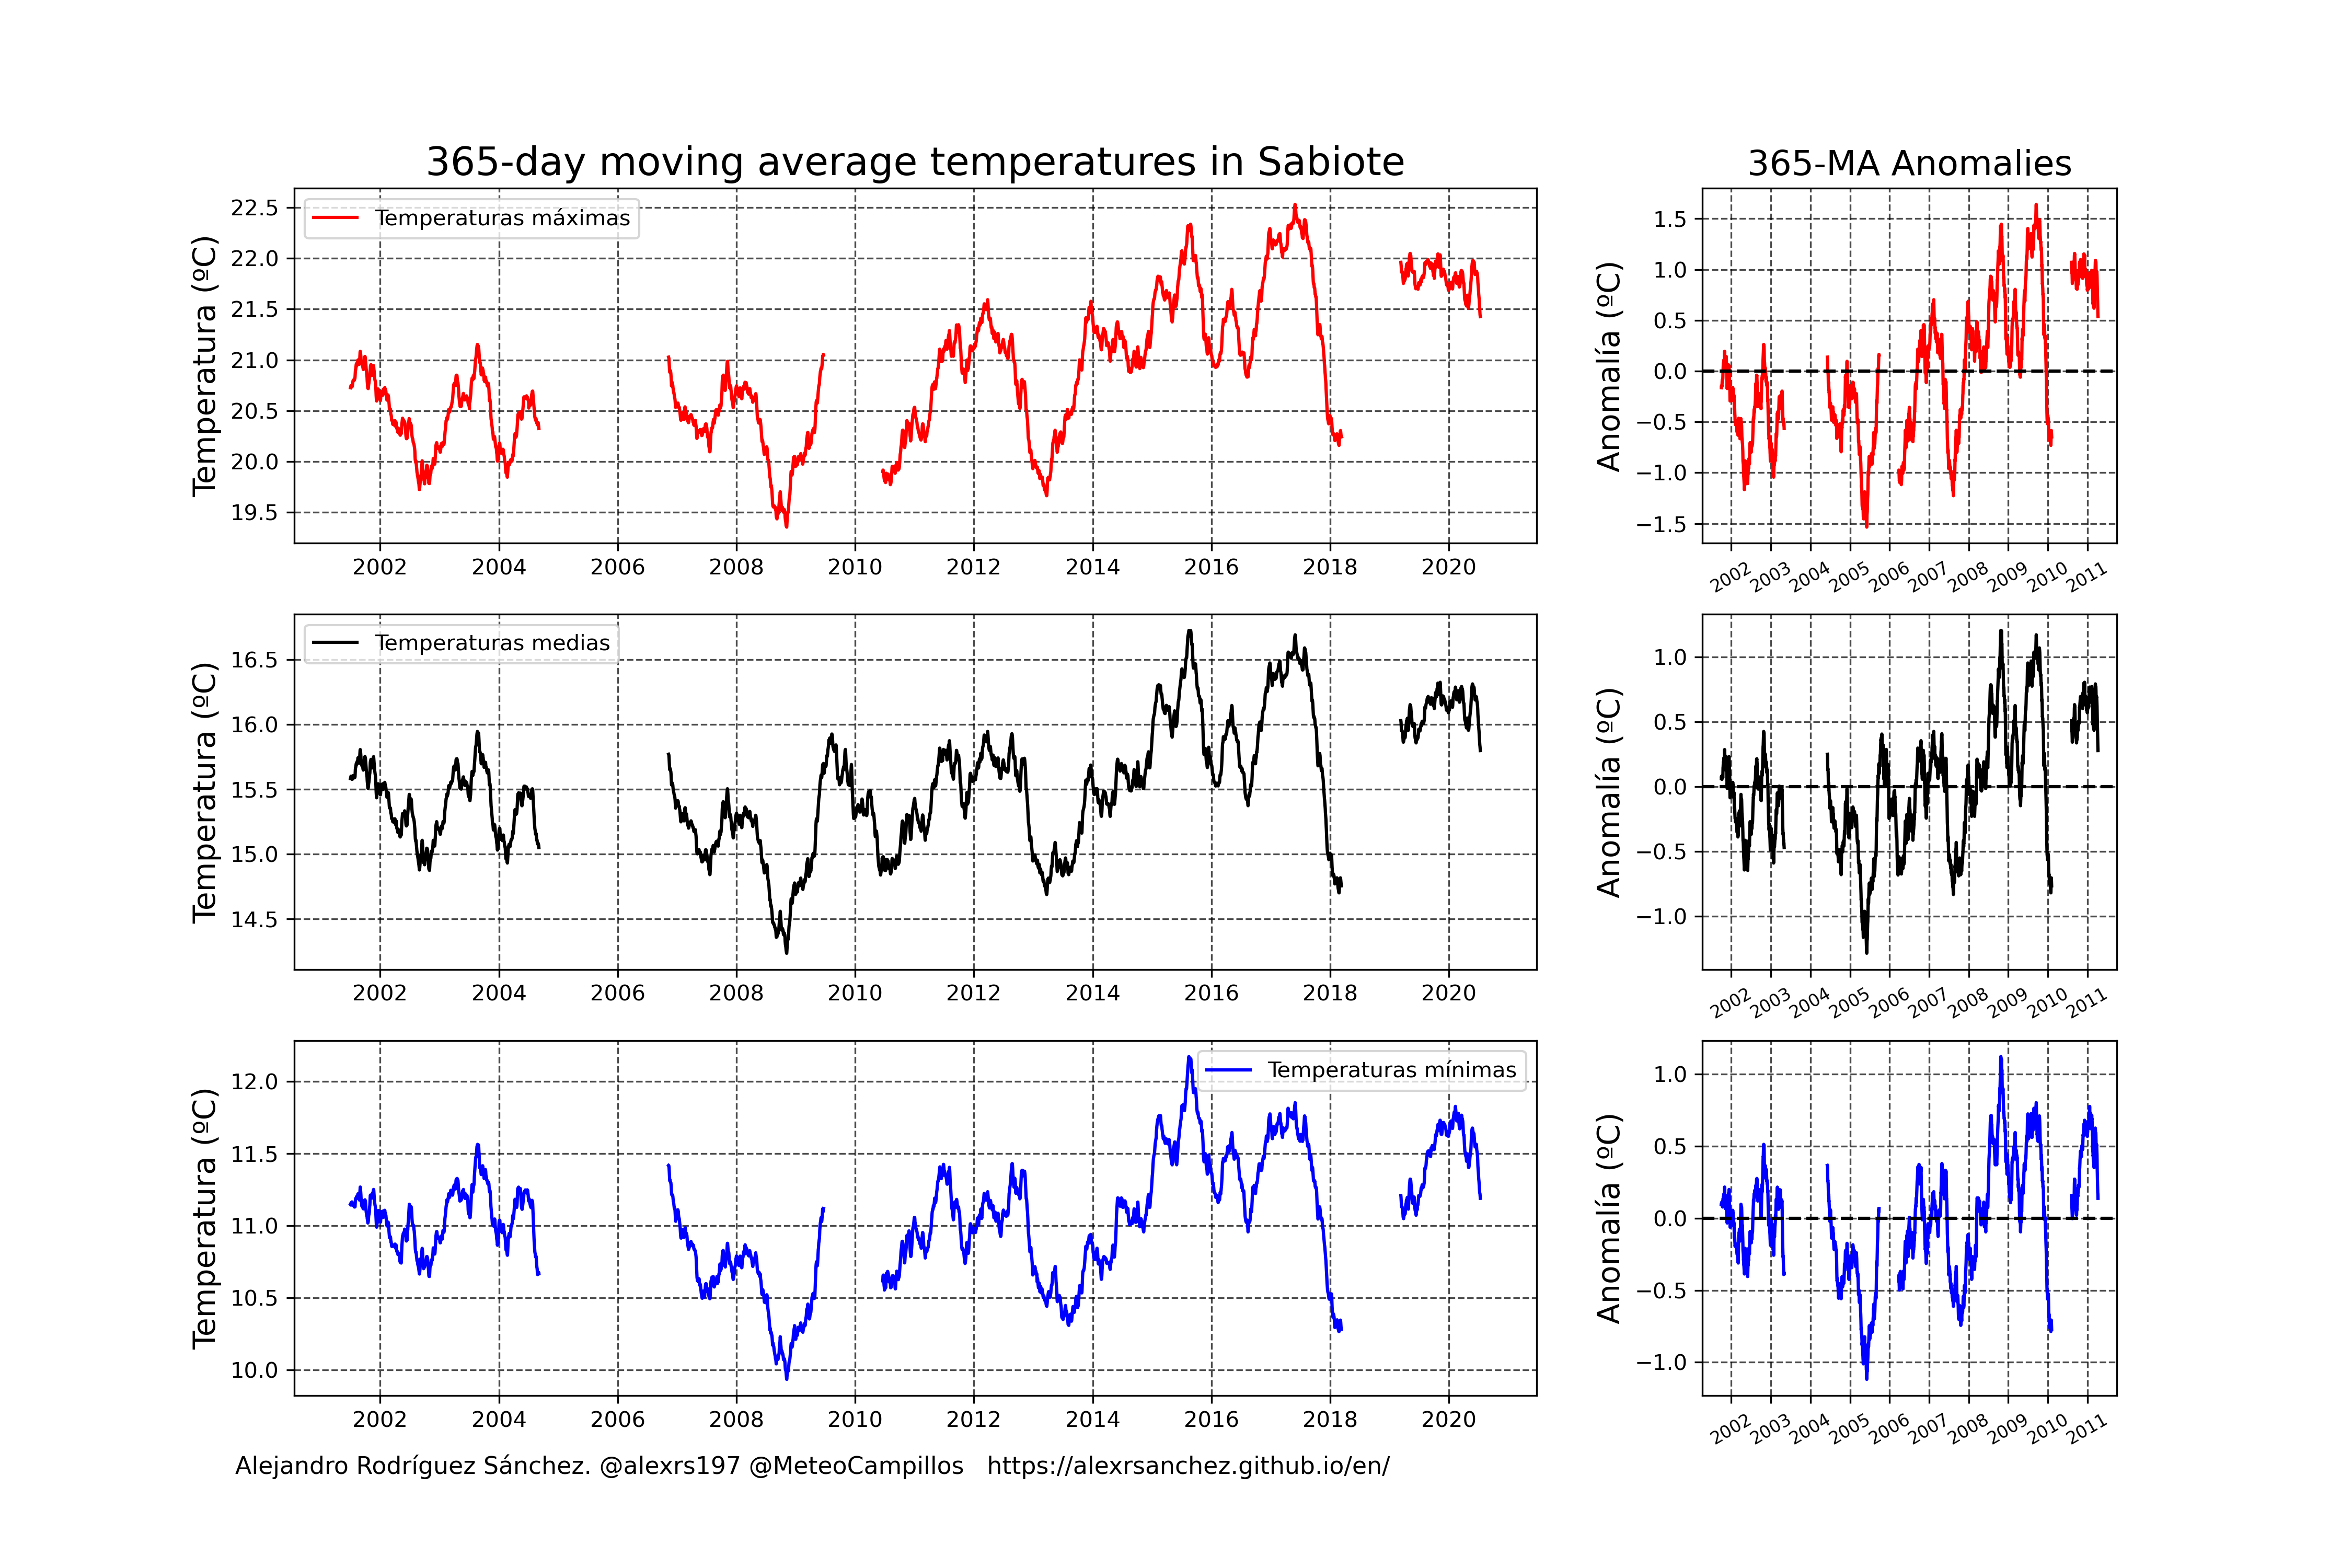 365-day moving average temperatures in Sabiote
365-MA Anomalies
Temperatura (ºC)
22.5
22.0
21.5
21.0
20.5
20.0
19.5
Temperaturas máximas
2002 2004 2006 2008 2010 2012 2014 2016 2018 2020
Anomalía (ºC)
1.5
1.0
0.5
0.0
−0.5
−1.0
−1.5
2002 2003 2004 2005 2006 2007 2008 2009 2010 2011
Temperatura (ºC)
16.5
16.0
15.5
15.0
14.5
Temperaturas medias
2002 2004 2006 2008 2010 2012 2014 2016 2018 2020
Anomalía (ºC)
1.0
0.5
0.0
−0.5
−1.0
2002 2003 2004 2005 2006 2007 2008 2009 2010 2011
Temperatura (ºC)
12.0
11.5
11.0
10.5
10.0
Temperaturas mínimas
2002 2004 2006 2008 2010 2012 2014 2016 2018 2020
Anomalía (ºC)
1.0
0.5
0.0
−0.5
−1.0
2002 2003 2004 2005 2006 2007 2008 2009 2010 2011
Alejandro Rodríguez Sánchez. @alexrs197 @MeteoCampillos https://alexrsanchez.github.io/en/